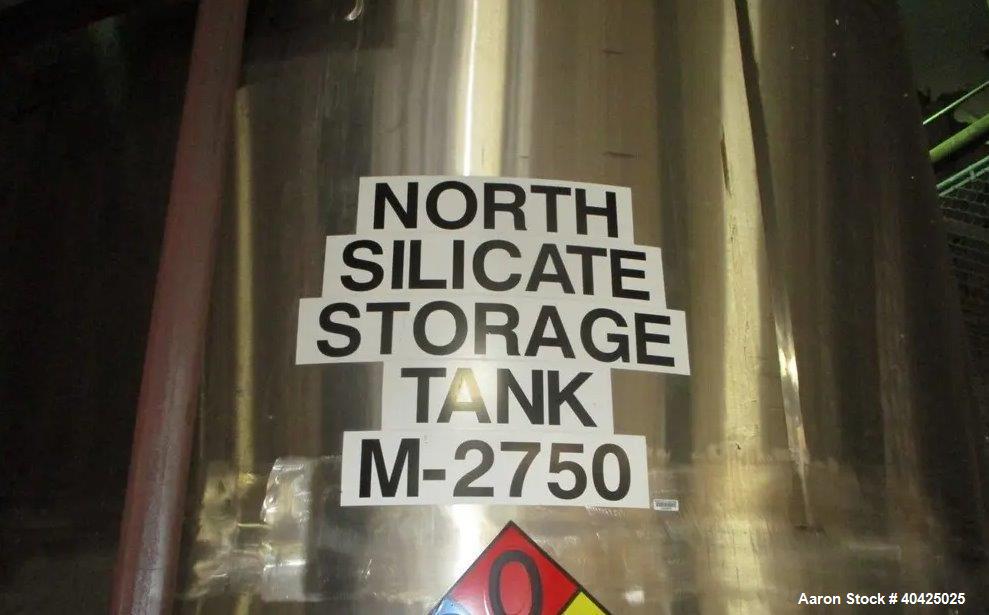 NORTH
SILICATE
STORAGE
TANK
M-2750
0
Aaron Stock # 40425025